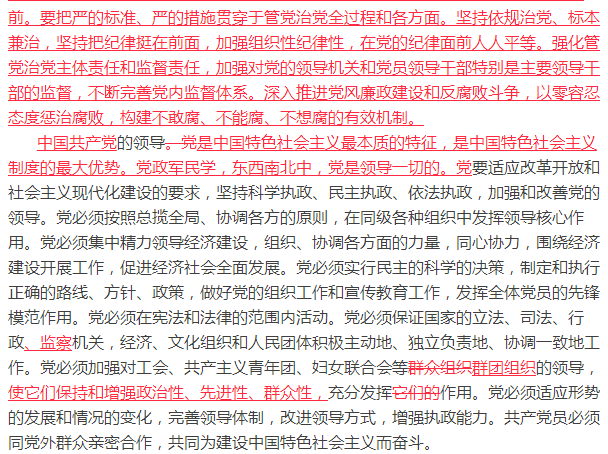 前。要把严的标准、严的措施贯穿于管党治党全过程和各方面。坚持依规治党、标本
兼治，坚持把纪律挺在前面，加强组织性纪律性，在党的纪律面前人人平等。强化管
党治党主体责任和监督责任，加强对党的领导机关和党员领导干部特别是主要领导干
部的监督，不断完善党内监督体系。深入推进党风廉政建设和反腐败斗争，以零容忍
态度惩治腐败，构建不敢腐、不能腐、不想腐的有效机制。
中国共产党的领导。党是中国特色社会主义最本质的特征，是中国特色社会主义
制度的最大优势。党政军民学，东西南北中，党是领导一切的。党要适应改革开放和
社会主义现代化建设的要求，坚持科学执政、民主执政、依法执政，加强和改善党的
领导。党必须按照总揽全局、协调各方的原则，在同级各种组织中发挥领导核心作
用。党必须集中精力领导经济建设，组织、协调各方面的力量，同心协力，围绕经济
建设开展工作，促进经济社会全面发展。党必须实行民主的科学的决策，制定和执行
正确的路线、方针、政策，做好党的组织工作和宣传教育工作，发挥全体党员的先锋
模范作用。党必须在宪法和法律的范围内活动。党必须保证国家的立法、司法、行
政、监察机关，经济、文化组织和人民团体积极主动地、独立负责地、协调一致地工
作。党必须加强对工会、共产主义青年团、妇女联合会等群众组织群团组织的领导，
使它们保持和增强政治性、先进性、群众性，充分发挥它们的作用。党必须适应形势
的发展和情况的变化，完善领导体制，改进领导方式，增强执政能力。共产党员必须
同党外群众亲密合作，共同为建设中国特色社会主义而奋斗。